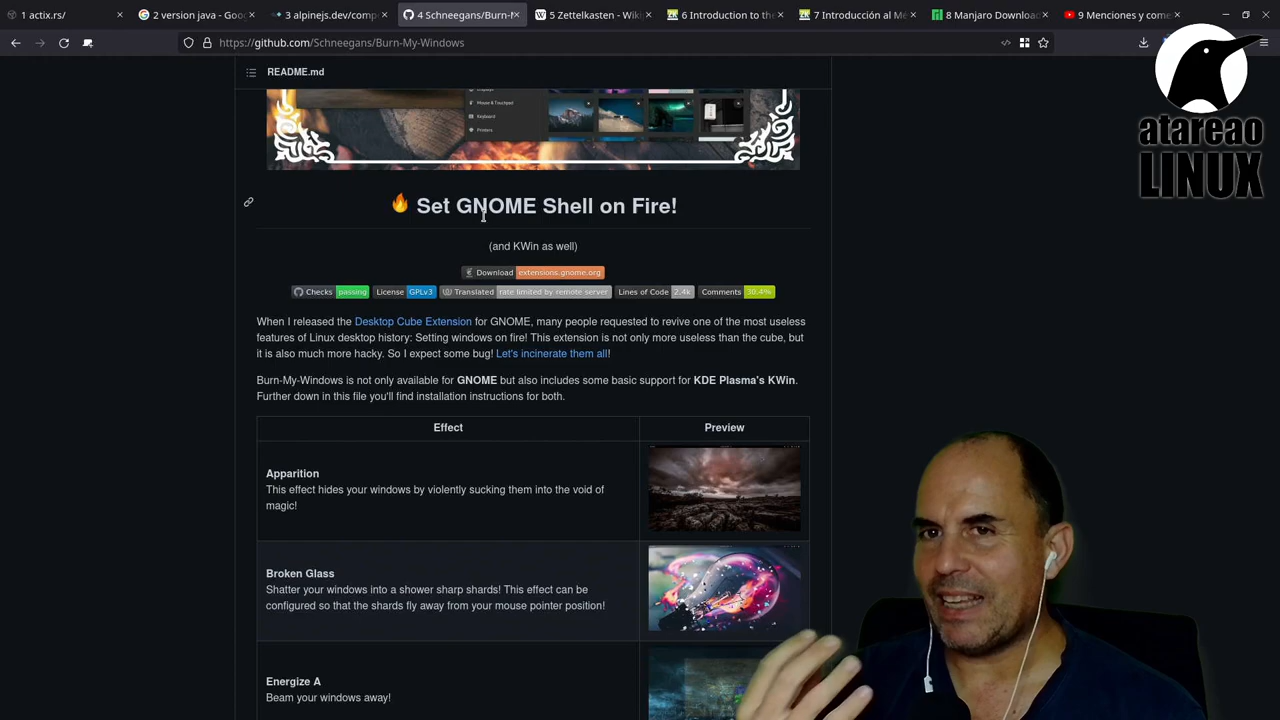 1 actix.rs/
2 version java - Goo
3 alpinejs.dev/comp
4 Schneegans/Burn-M
5 Zettelkasten - Wiki
6 Introduction to the
7 Introducción al Mé
8 Manjaro Download
9 Menciones y come
https://github.com/Schneegans/Burn-My-Windows
README.md
Displays
Mouse & Touchpad
Keyboard
Printers
atareao
LINUX
Set GNOME Shell on Fire!
(and KWin as well)
Download extensions.gnome.org
Checks passing License GPLv3 Translated rate limited by remote server Lines of Code 2.4k Comments 30.4%
When I released the Desktop Cube Extension for GNOME, many people requested to revive one of the most useless
features of Linux desktop history: Setting windows on fire! This extension is not only more useless than the cube, but
it is also much more hacky. So I expect some bug! Let's incinerate them all!
Burn-My-Windows is not only available for GNOME but also includes some basic support for KDE Plasma's KWin.
Further down in this file you'll find installation instructions for both.
Effect Preview
Apparition
This effect hides your windows by violently sucking them into the void of
magic!
Broken Glass
Shatter your windows into a shower sharp shards! This effect can be
configured so that the shards fly away from your mouse pointer position!
Energize A
Beam your windows away!